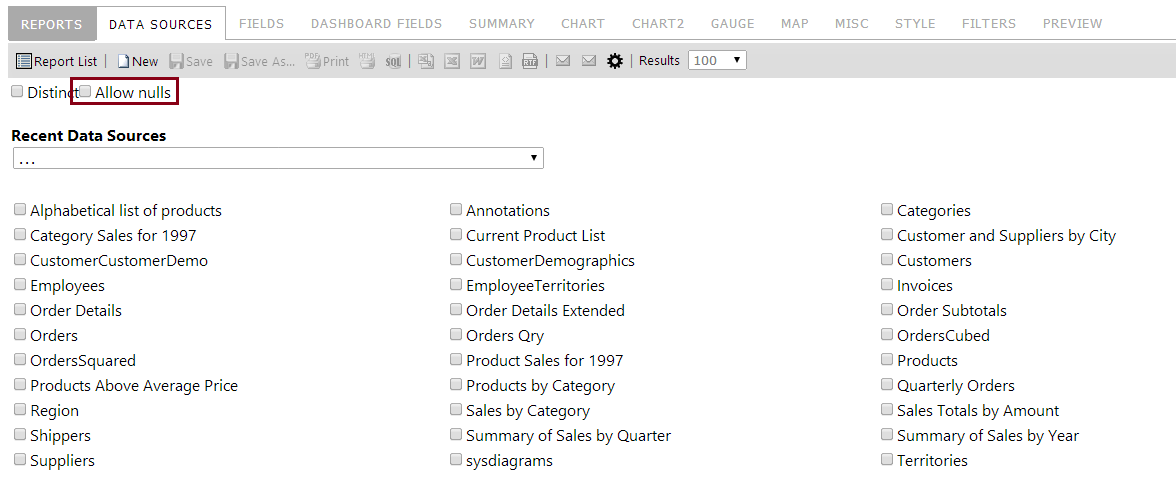 REPORTS DATA SOURCES FIELDS DASHBOARD FIELDS SUMMARY CHART CHART2 GAUGE MAP MISC STYLE FILTERS PREVIEW
Report List | New Save Save As... PDF Print HTML sql RTF | | Results 100
Distinct Allow nulls
Recent Data Sources
...
Alphabetical list of products Annotations Categories
Category Sales for 1997 Current Product List Customer and Suppliers by City
CustomerCustomerDemo CustomerDemographics Customers
Employees EmployeeTerritories Invoices
Order Details Order Details Extended Order Subtotals
Orders Orders Qry OrdersCubed
OrdersSquared Product Sales for 1997 Products
Products Above Average Price Products by Category Quarterly Orders
Region Sales by Category Sales Totals by Amount
Shippers Summary of Sales by Quarter Summary of Sales by Year
Suppliers sysdiagrams Territories